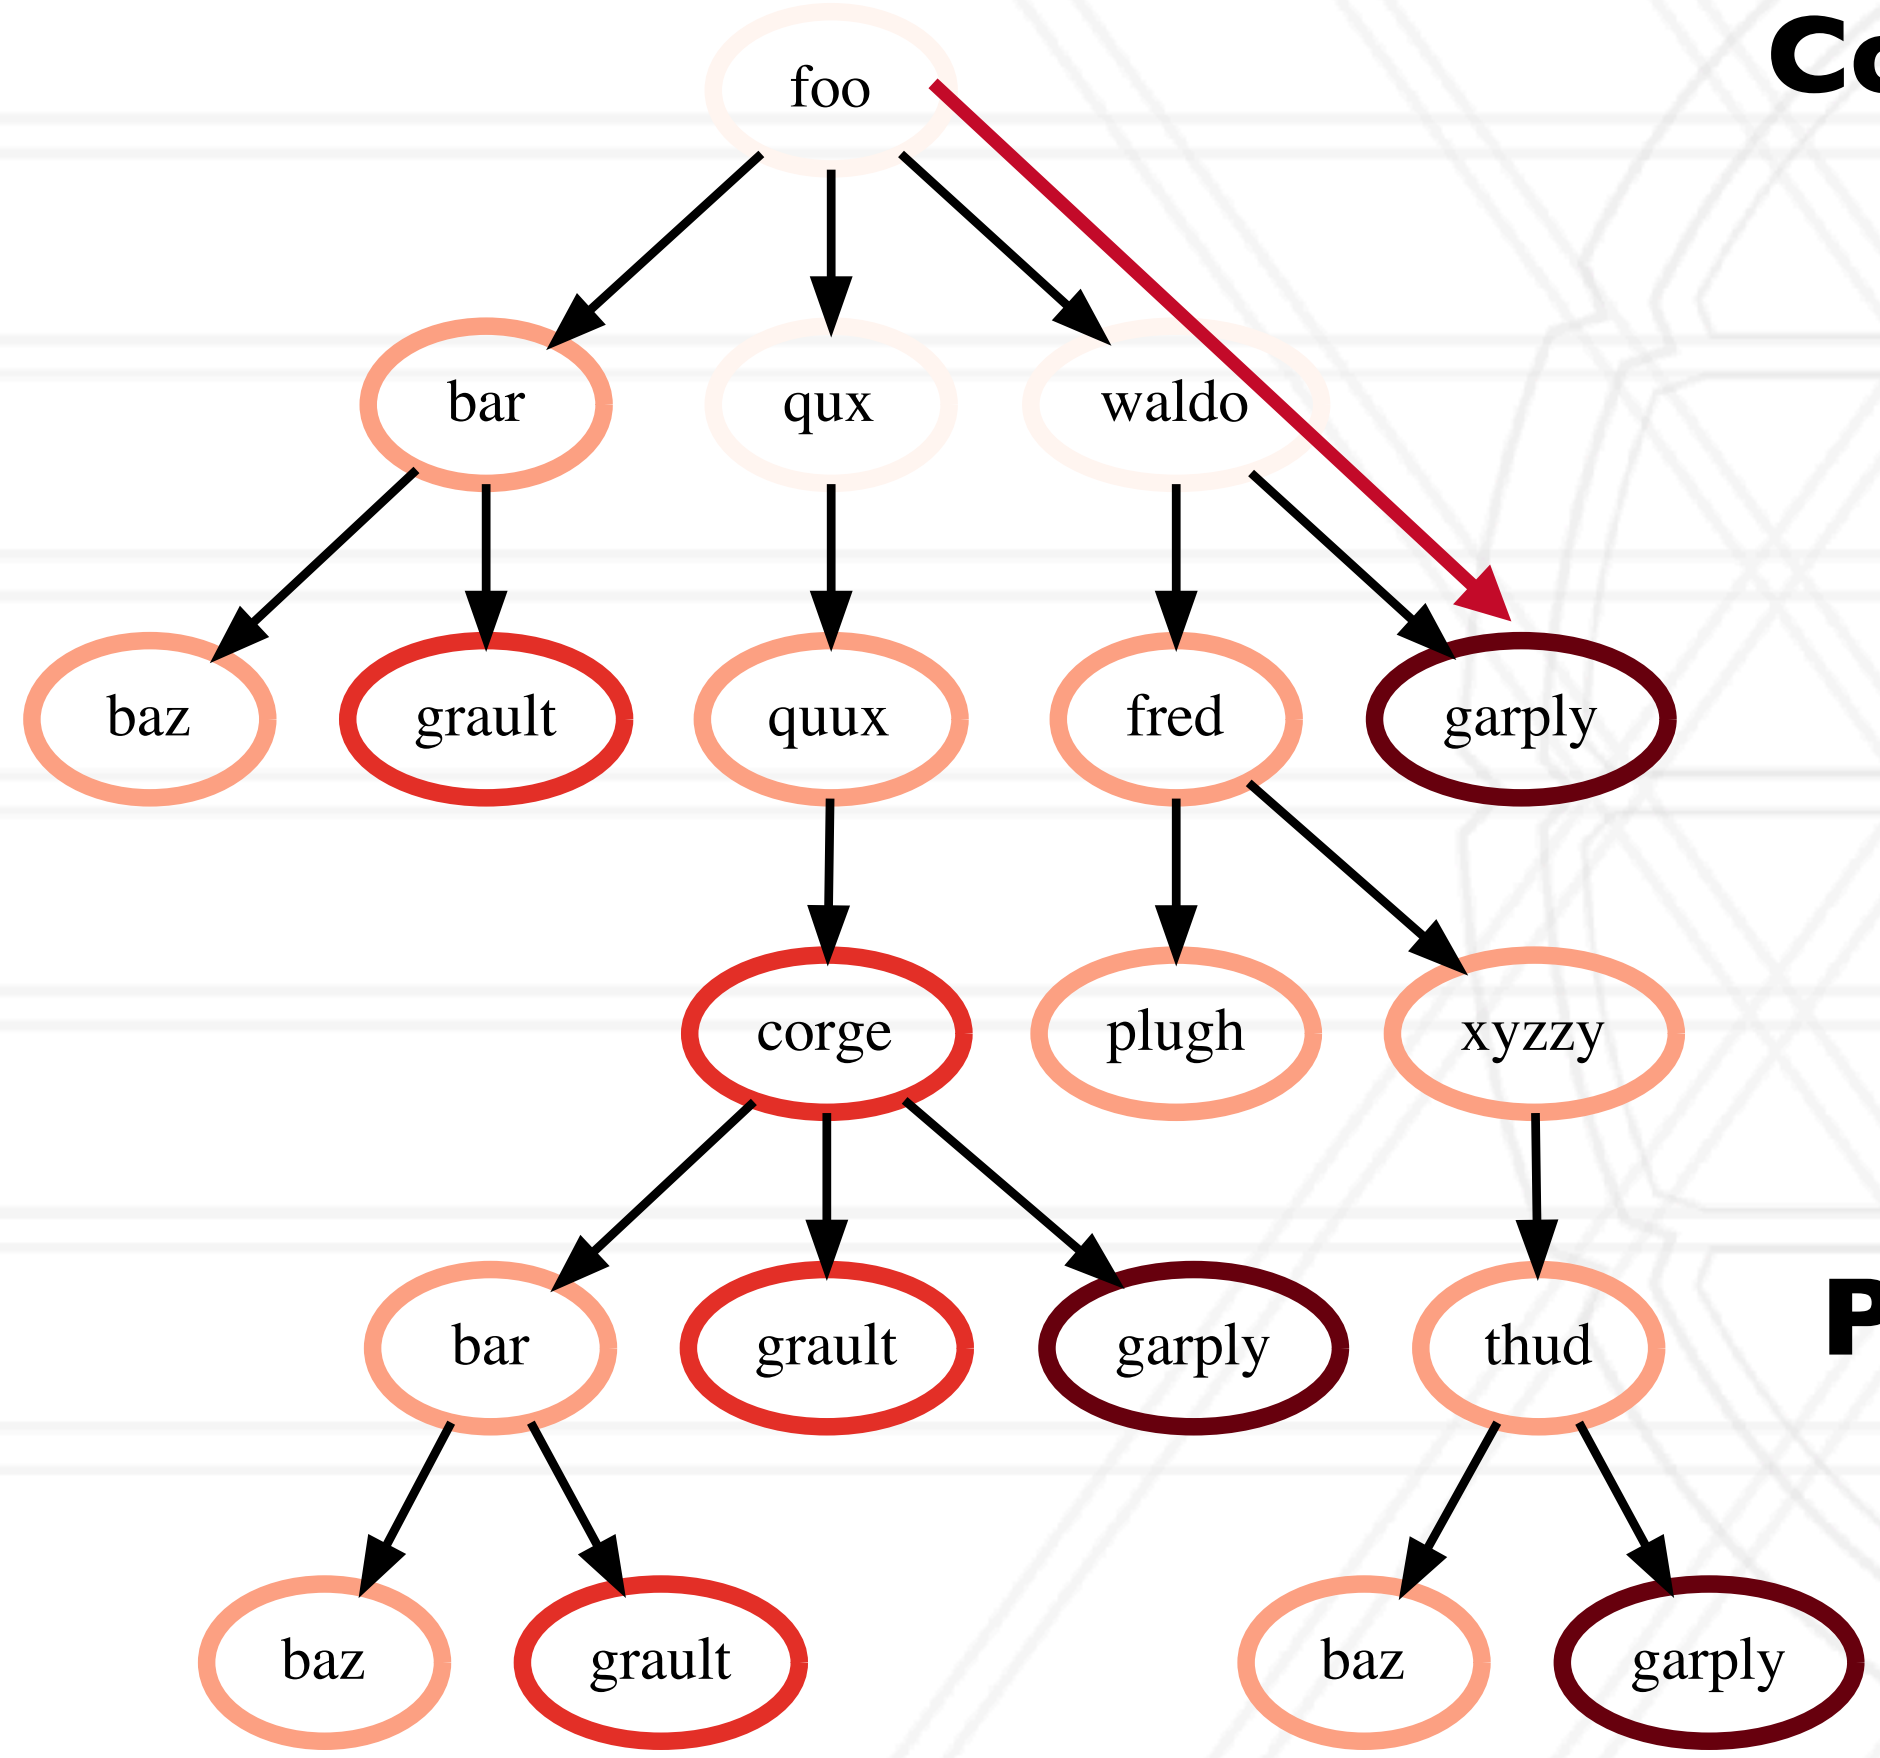 Co
foo
bar qux waldo
baz grault quux fred garply
corge plugh xyzzy
P
bar grault garply thud
baz grault baz garply